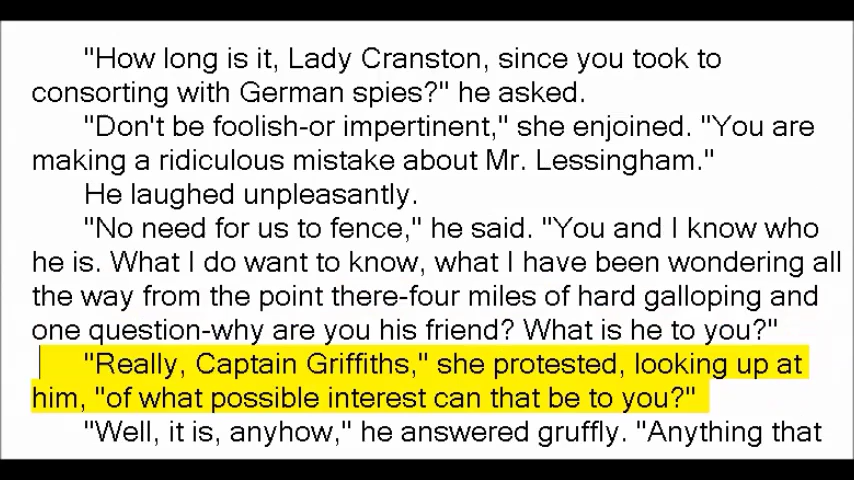 "How long is it, Lady Cranston, since you took to
consorting with German spies?" he asked.
"Don't be foolish-or impertinent," she enjoined. "You are
making a ridiculous mistake about Mr. Lessingham."
He laughed unpleasantly.
"No need for us to fence," he said. "You and I know who
he is. What I do want to know, what I have been wondering all
the way from the point there-four miles of hard galloping and
one question-why are you his friend? What is he to you?"
"Really, Captain Griffiths," she protested, looking up at
him, "of what possible interest can that be to you?"
"Well, it is, anyhow," he answered gruffly. "Anything that